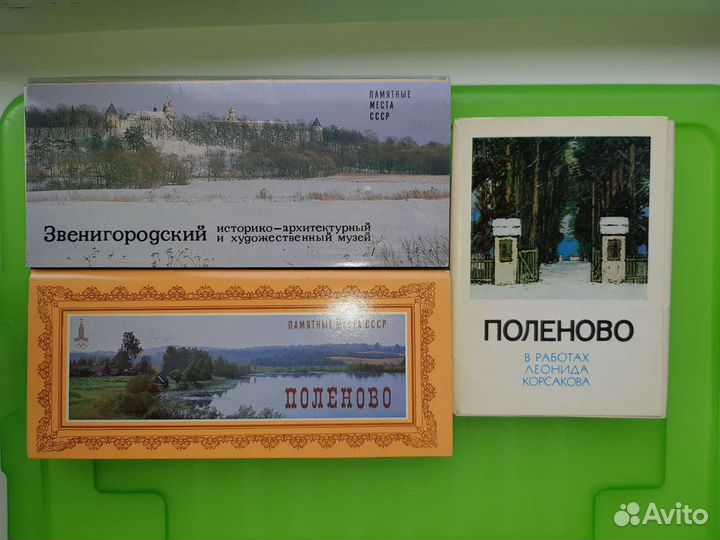 ПАМЯТНЫЕ
МЕСТА
СССР
Звенигородский историко-архитектурный
и художественный музей
ПАМЯТНЫЕ МЕСТА СССР
ПОЛЕНОВО
ПОЛЕНОВО
В РАБОТАХ
ЛЕОНИДА
КОРСАКОВА
Avito